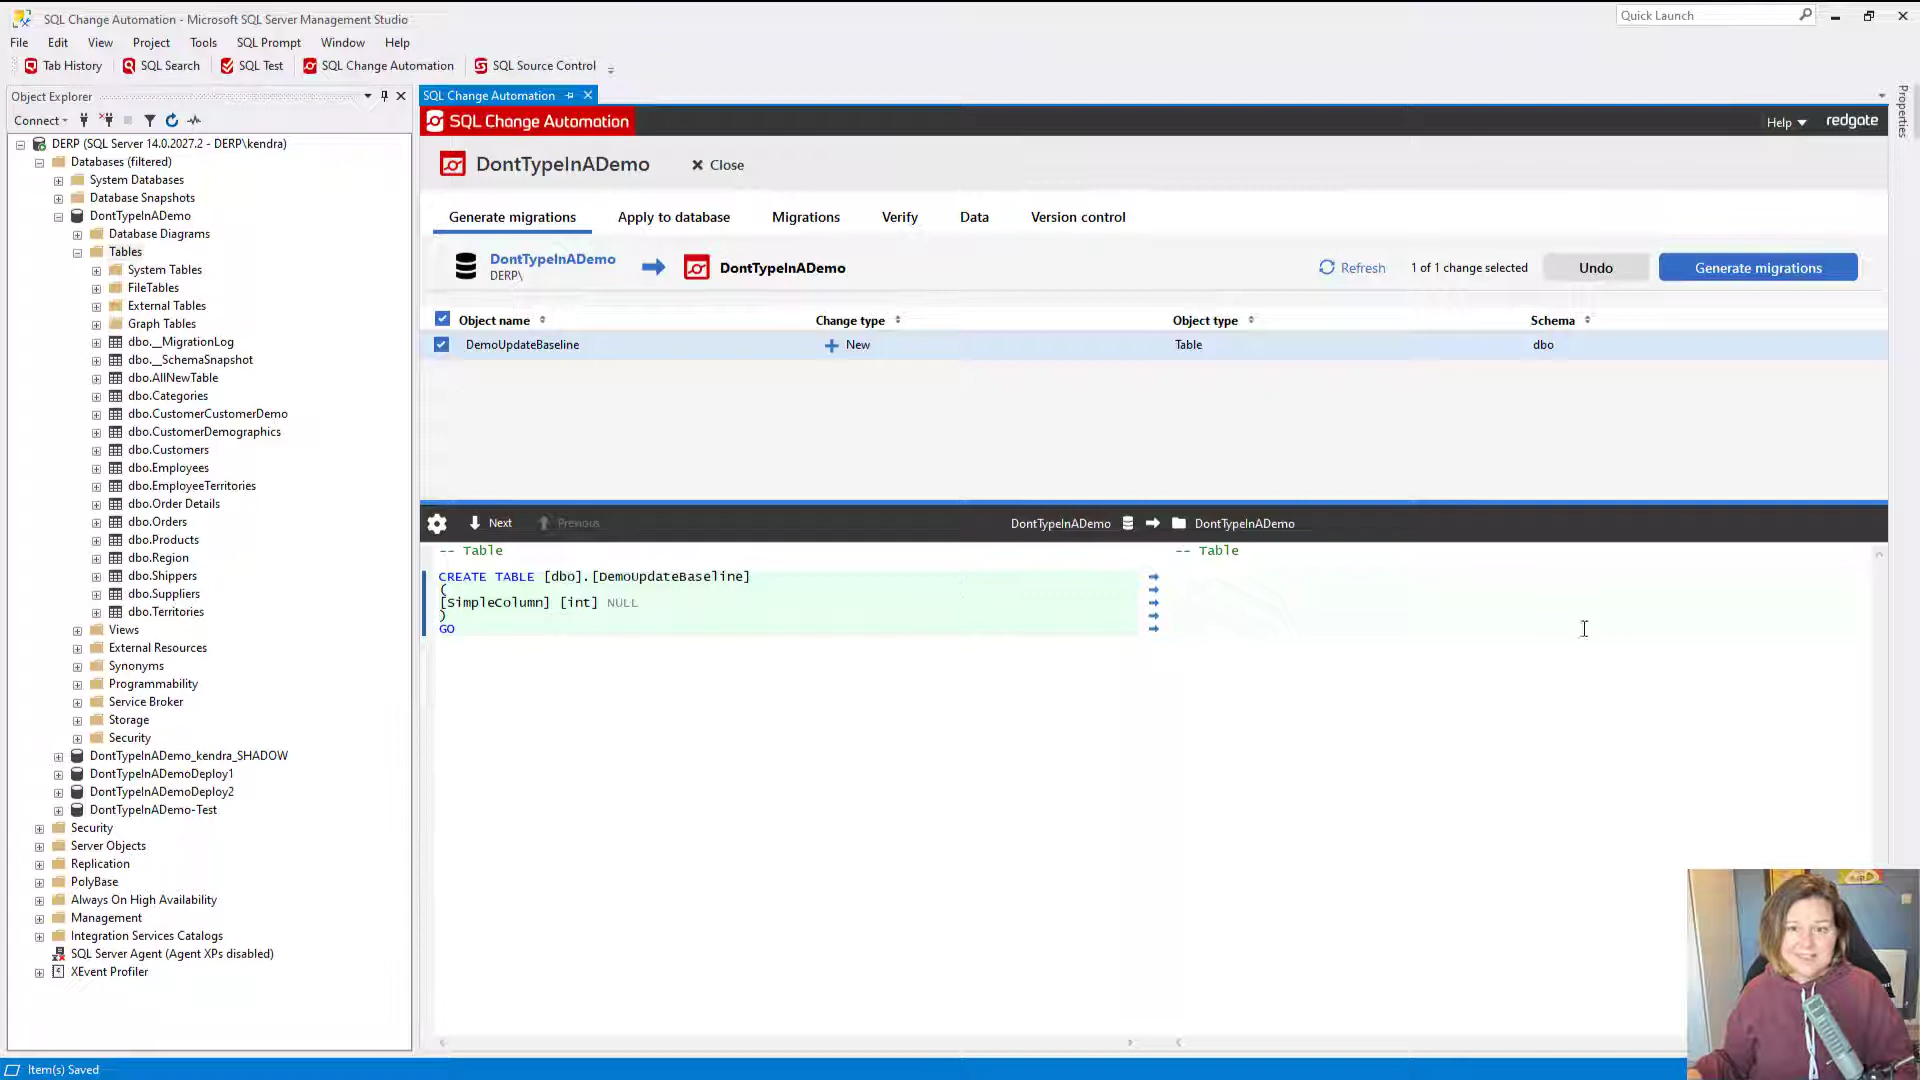 SQL Change Automation - Microsoft SQL Server Management Studio
Quick Launch
File Edit View Project Tools SQL Prompt Window Help
Tab History SQL Search SQL Test SQL Change Automation SQL Source Control
Object Explorer
Connect
DERP (SQL Server 14.0.2027.2 - DERP\kendra)
Databases (filtered)
System Databases
Database Snapshots
DontTypeInADemo
Database Diagrams
Tables
System Tables
FileTables
External Tables
Graph Tables
dbo.__MigrationLog
dbo.__SchemaSnapshot
dbo.AllNewTable
dbo.Categories
dbo.CustomerCustomerDemo
dbo.CustomerDemographics
dbo.Customers
dbo.Employees
dbo.EmployeeTerritories
dbo.Order Details
dbo.Orders
dbo.Products
dbo.Region
dbo.Shippers
dbo.Suppliers
dbo.Territories
Views
External Resources
Synonyms
Programmability
Service Broker
Storage
Security
DontTypeInADemo_kendra_SHADOW
DontTypeInADemoDeploy1
DontTypeInADemoDeploy2
DontTypeInADemo-Test
Security
Server Objects
Replication
PolyBase
Always On High Availability
Management
Integration Services Catalogs
SQL Server Agent (Agent XPs disabled)
XEvent Profiler
SQL Change Automation
SQL Change Automation
Help
redgate
DontTypeInADemo
Close
Generate migrations Apply to database Migrations Verify Data Version control
DontTypeInADemo
DERP\
DontTypeInADemo
Refresh 1 of 1 change selected Undo Generate migrations
Object name Change type Object type Schema
DemoUpdateBaseline New Table dbo
Next Previous
DontTypeInADemo DontTypeInADemo
-- Table
CREATE TABLE [dbo].[DemoUpdateBaseline]
(
[SimpleColumn] [int] NULL
)
GO
-- Table
Properties
Item(s) Saved